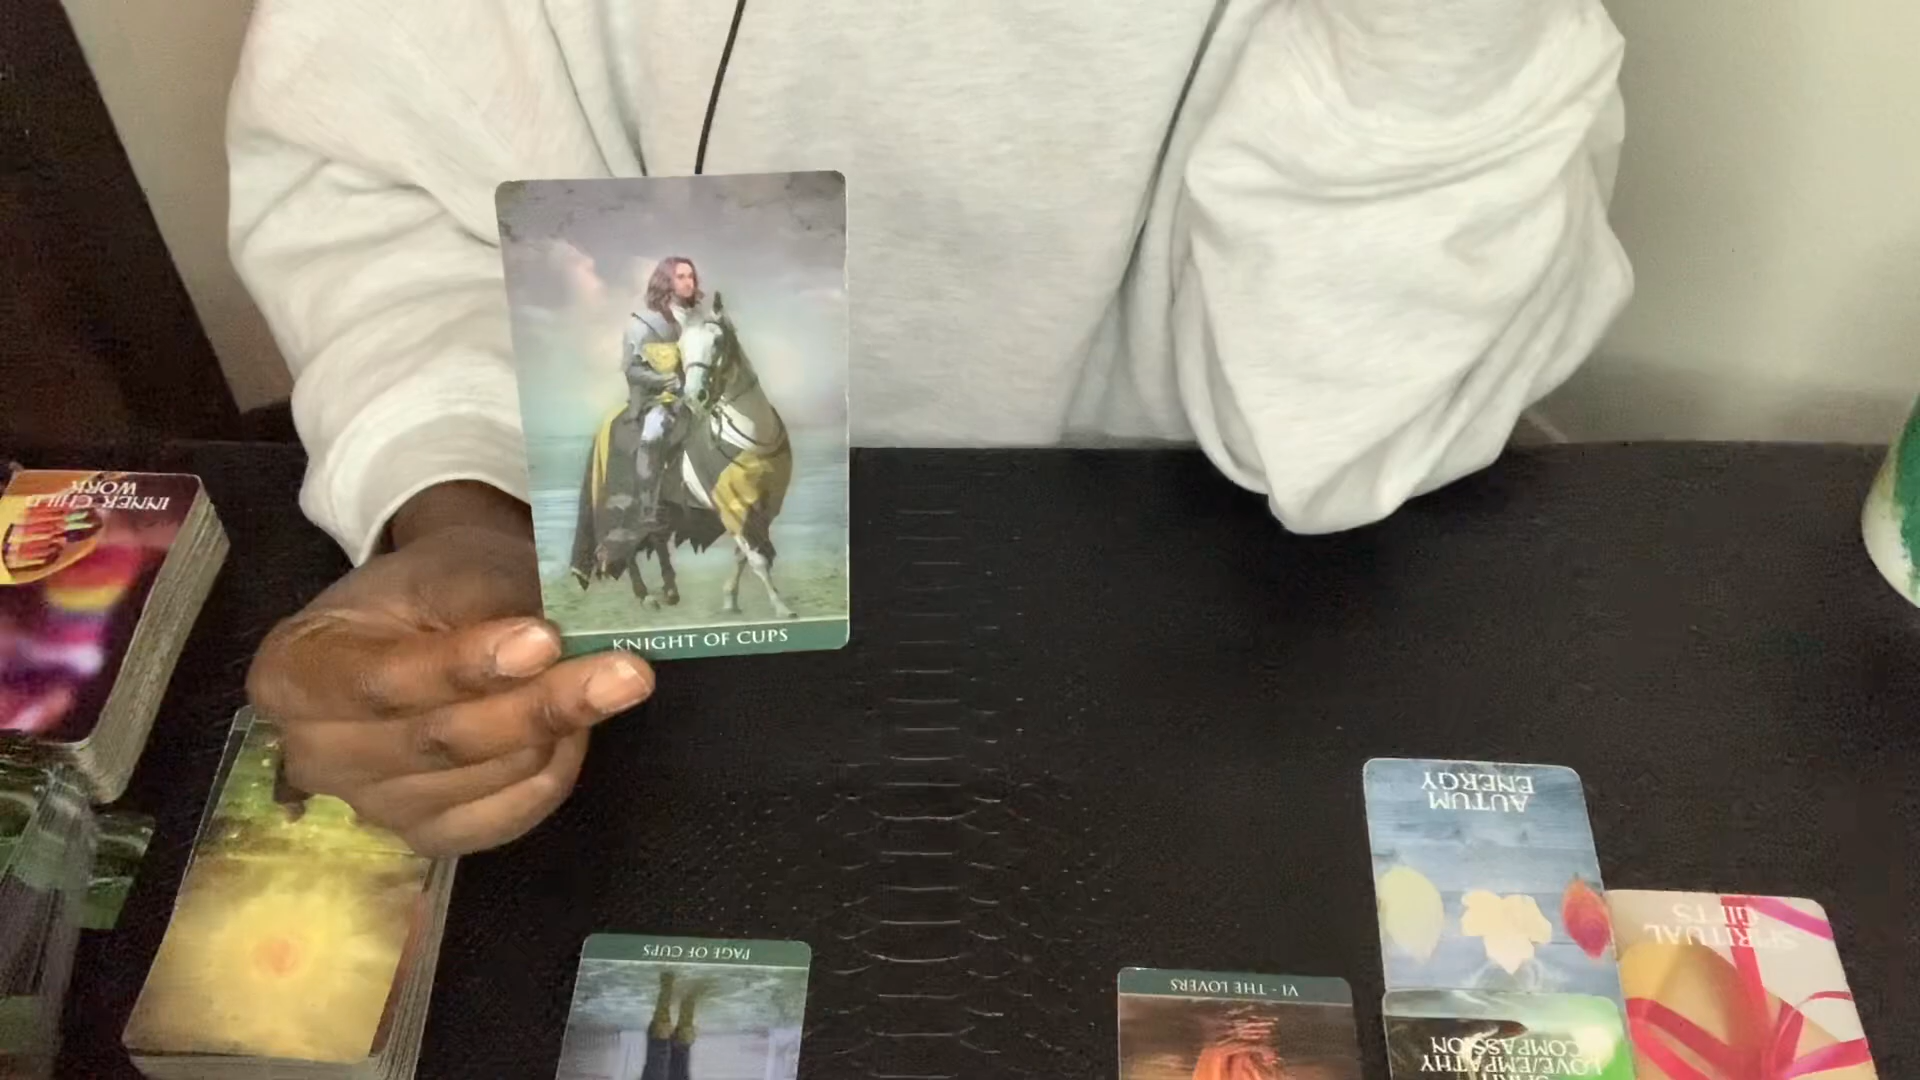 KNIGHT OF CUPS
INNER CHILD
WORK
PAGE OF CUPS
VI - THE LOVERS
AUTUM
ENERGY
SPIRITUAL
GIFTS
LOVE/EMPATHY
COMPASSION